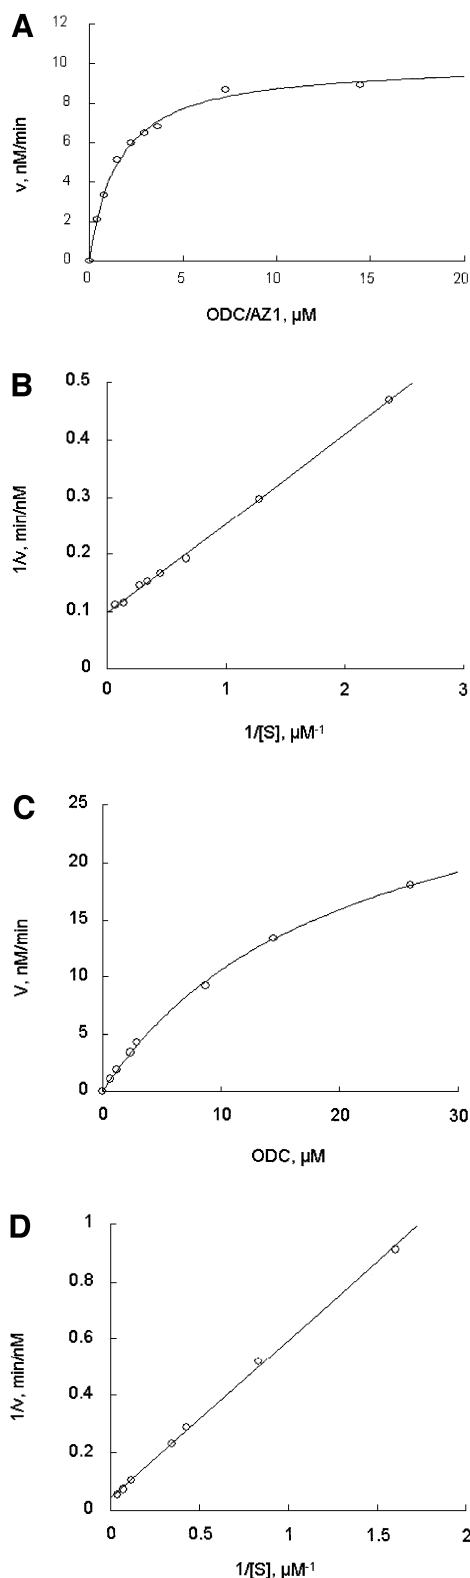 A
12
10
8
6
4
2
0
v, nM/min
0 5 10 15 20
ODC/AZ1, µM
B
0.5
0.4
0.3
0.2
0.1
0
1/v, min/nM
0 1 2 3
1/[S], µM-1
C
25
20
15
10
5
0
V, nM/min
0 10 20 30
ODC, µM
D
1
0.8
0.6
0.4
0.2
0
1/v, min/nM
0 0.5 1 1.5 2
1/[S], µM-1